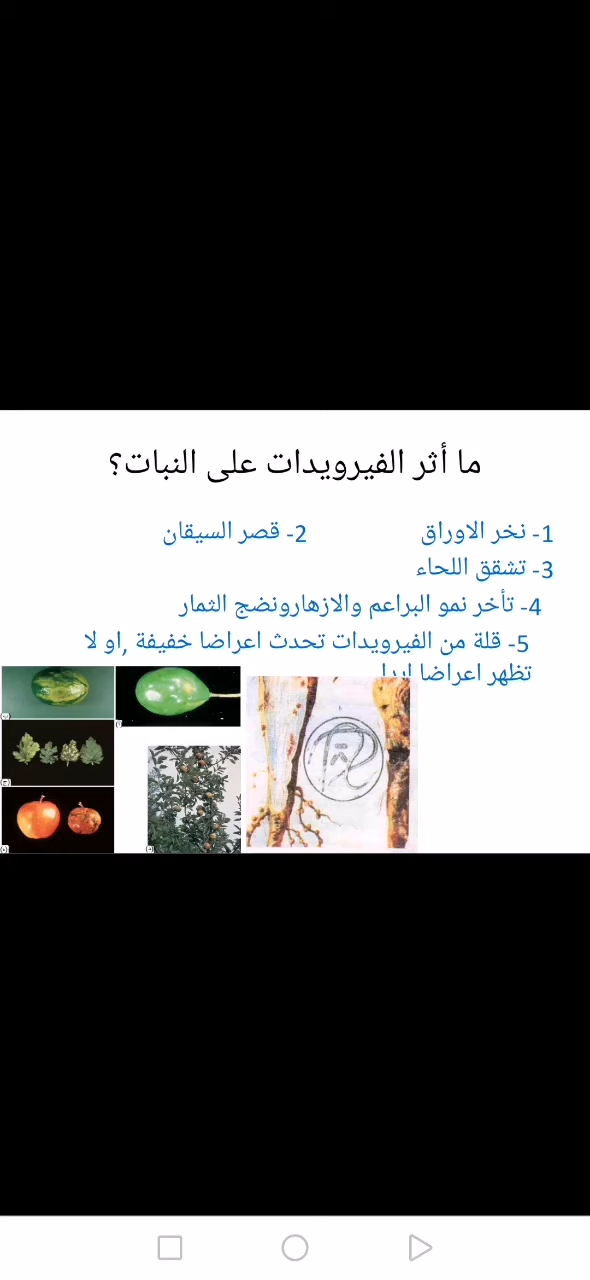 ما أثر الفيرويدات على النبات؟
1- نخر الاوراق 2- قصر السيقان
3- تشقق اللحاء
4- تأخر نمو البراعم والازهارونضج الثمار
5- قلة من الفيرويدات تحدث اعراضا خفيفة ,او لا
تظهر اعراضا ابدا